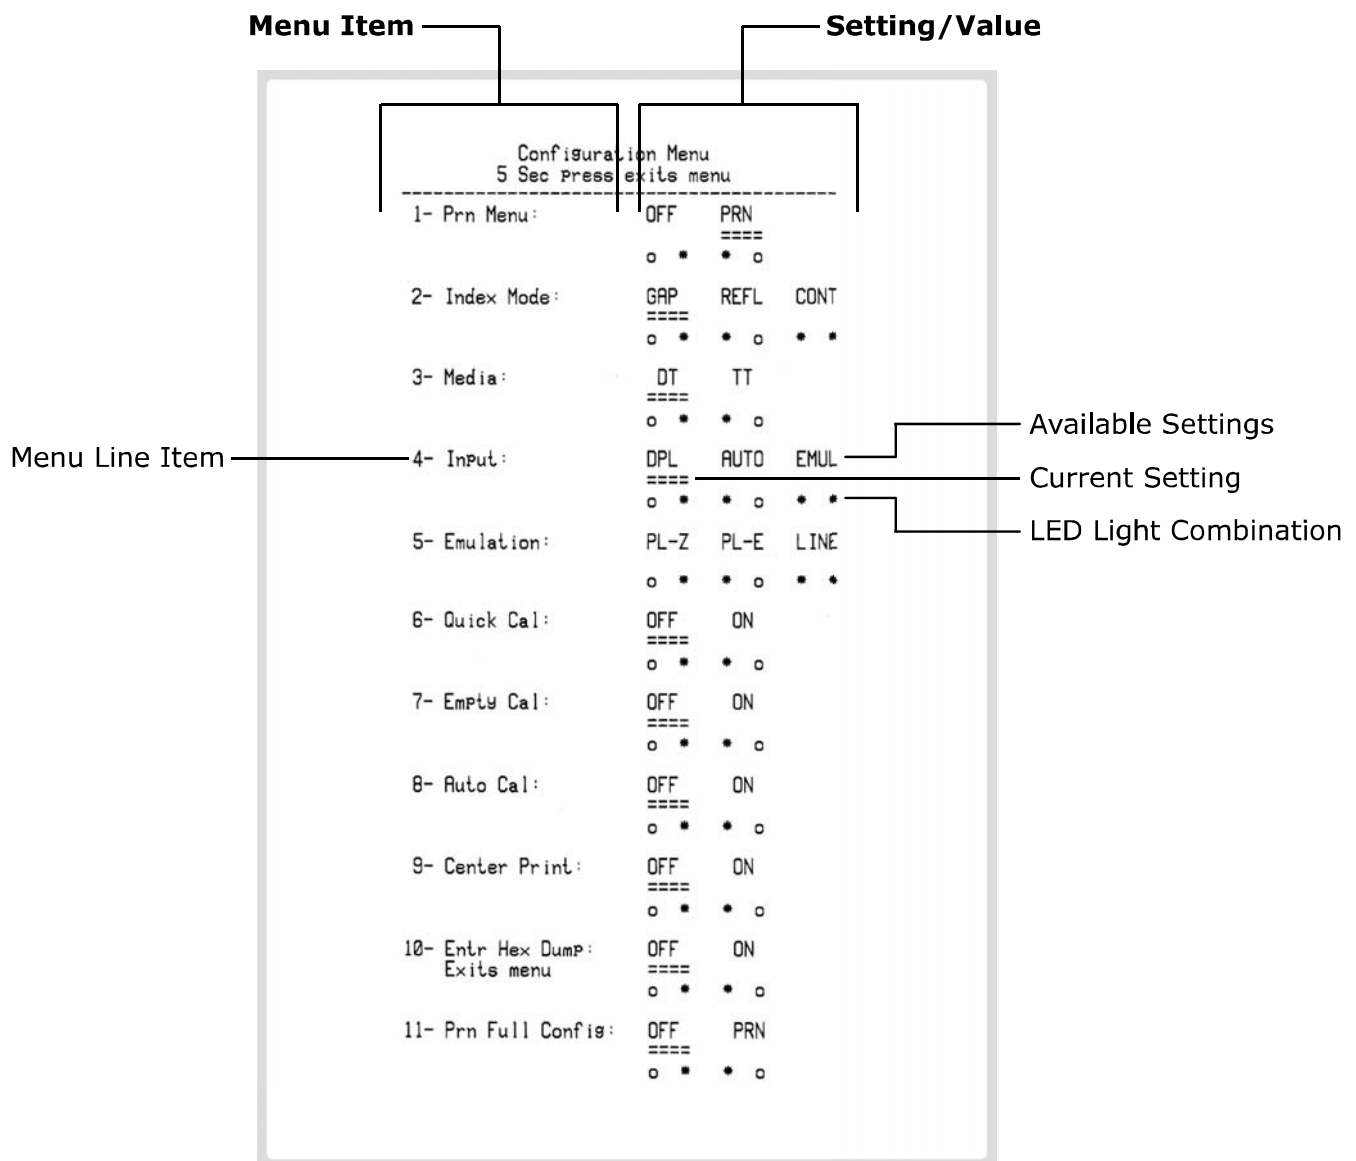 Menu Item Setting/Value
Configuration Menu
5 Sec Press exits menu
------------------------------------------
1- Prn Menu: OFF PRN
====
o * * o
2- Index Mode: GAP REFL CONT
====
o * * o * *
3- Media: DT TT
====
o * * o
Available Settings
Menu Line Item 4- Input: DPL AUTO EMUL
==== Current Setting
o * * o * *
LED Light Combination
5- Emulation: PL-Z PL-E LINE
o * * o * *
6- Quick Cal: OFF ON
====
o * * o
7- Empty Cal: OFF ON
====
o * * o
8- Auto Cal: OFF ON
====
o * * o
9- Center Print: OFF ON
====
o * * o
10- Entr Hex Dump: OFF ON
Exits menu ====
o * * o
11- Prn Full Config: OFF PRN
====
o * * o